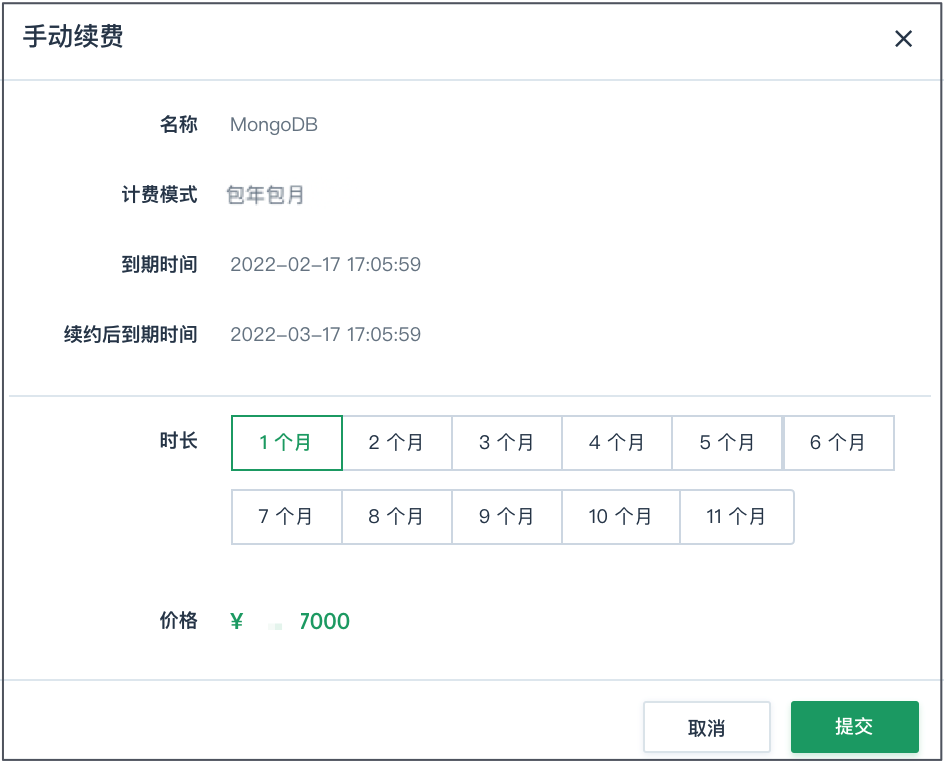 手动续费
名称 MongoDB
计费模式 包年包月
到期时间 2022-02-17 17:05:59
续约后到期时间 2022-03-17 17:05:59
时长 1 个月 2 个月 3 个月 4 个月 5 个月 6 个月
7 个月 8 个月 9 个月 10 个月 11 个月
价格 ¥ 7000
取消 提交